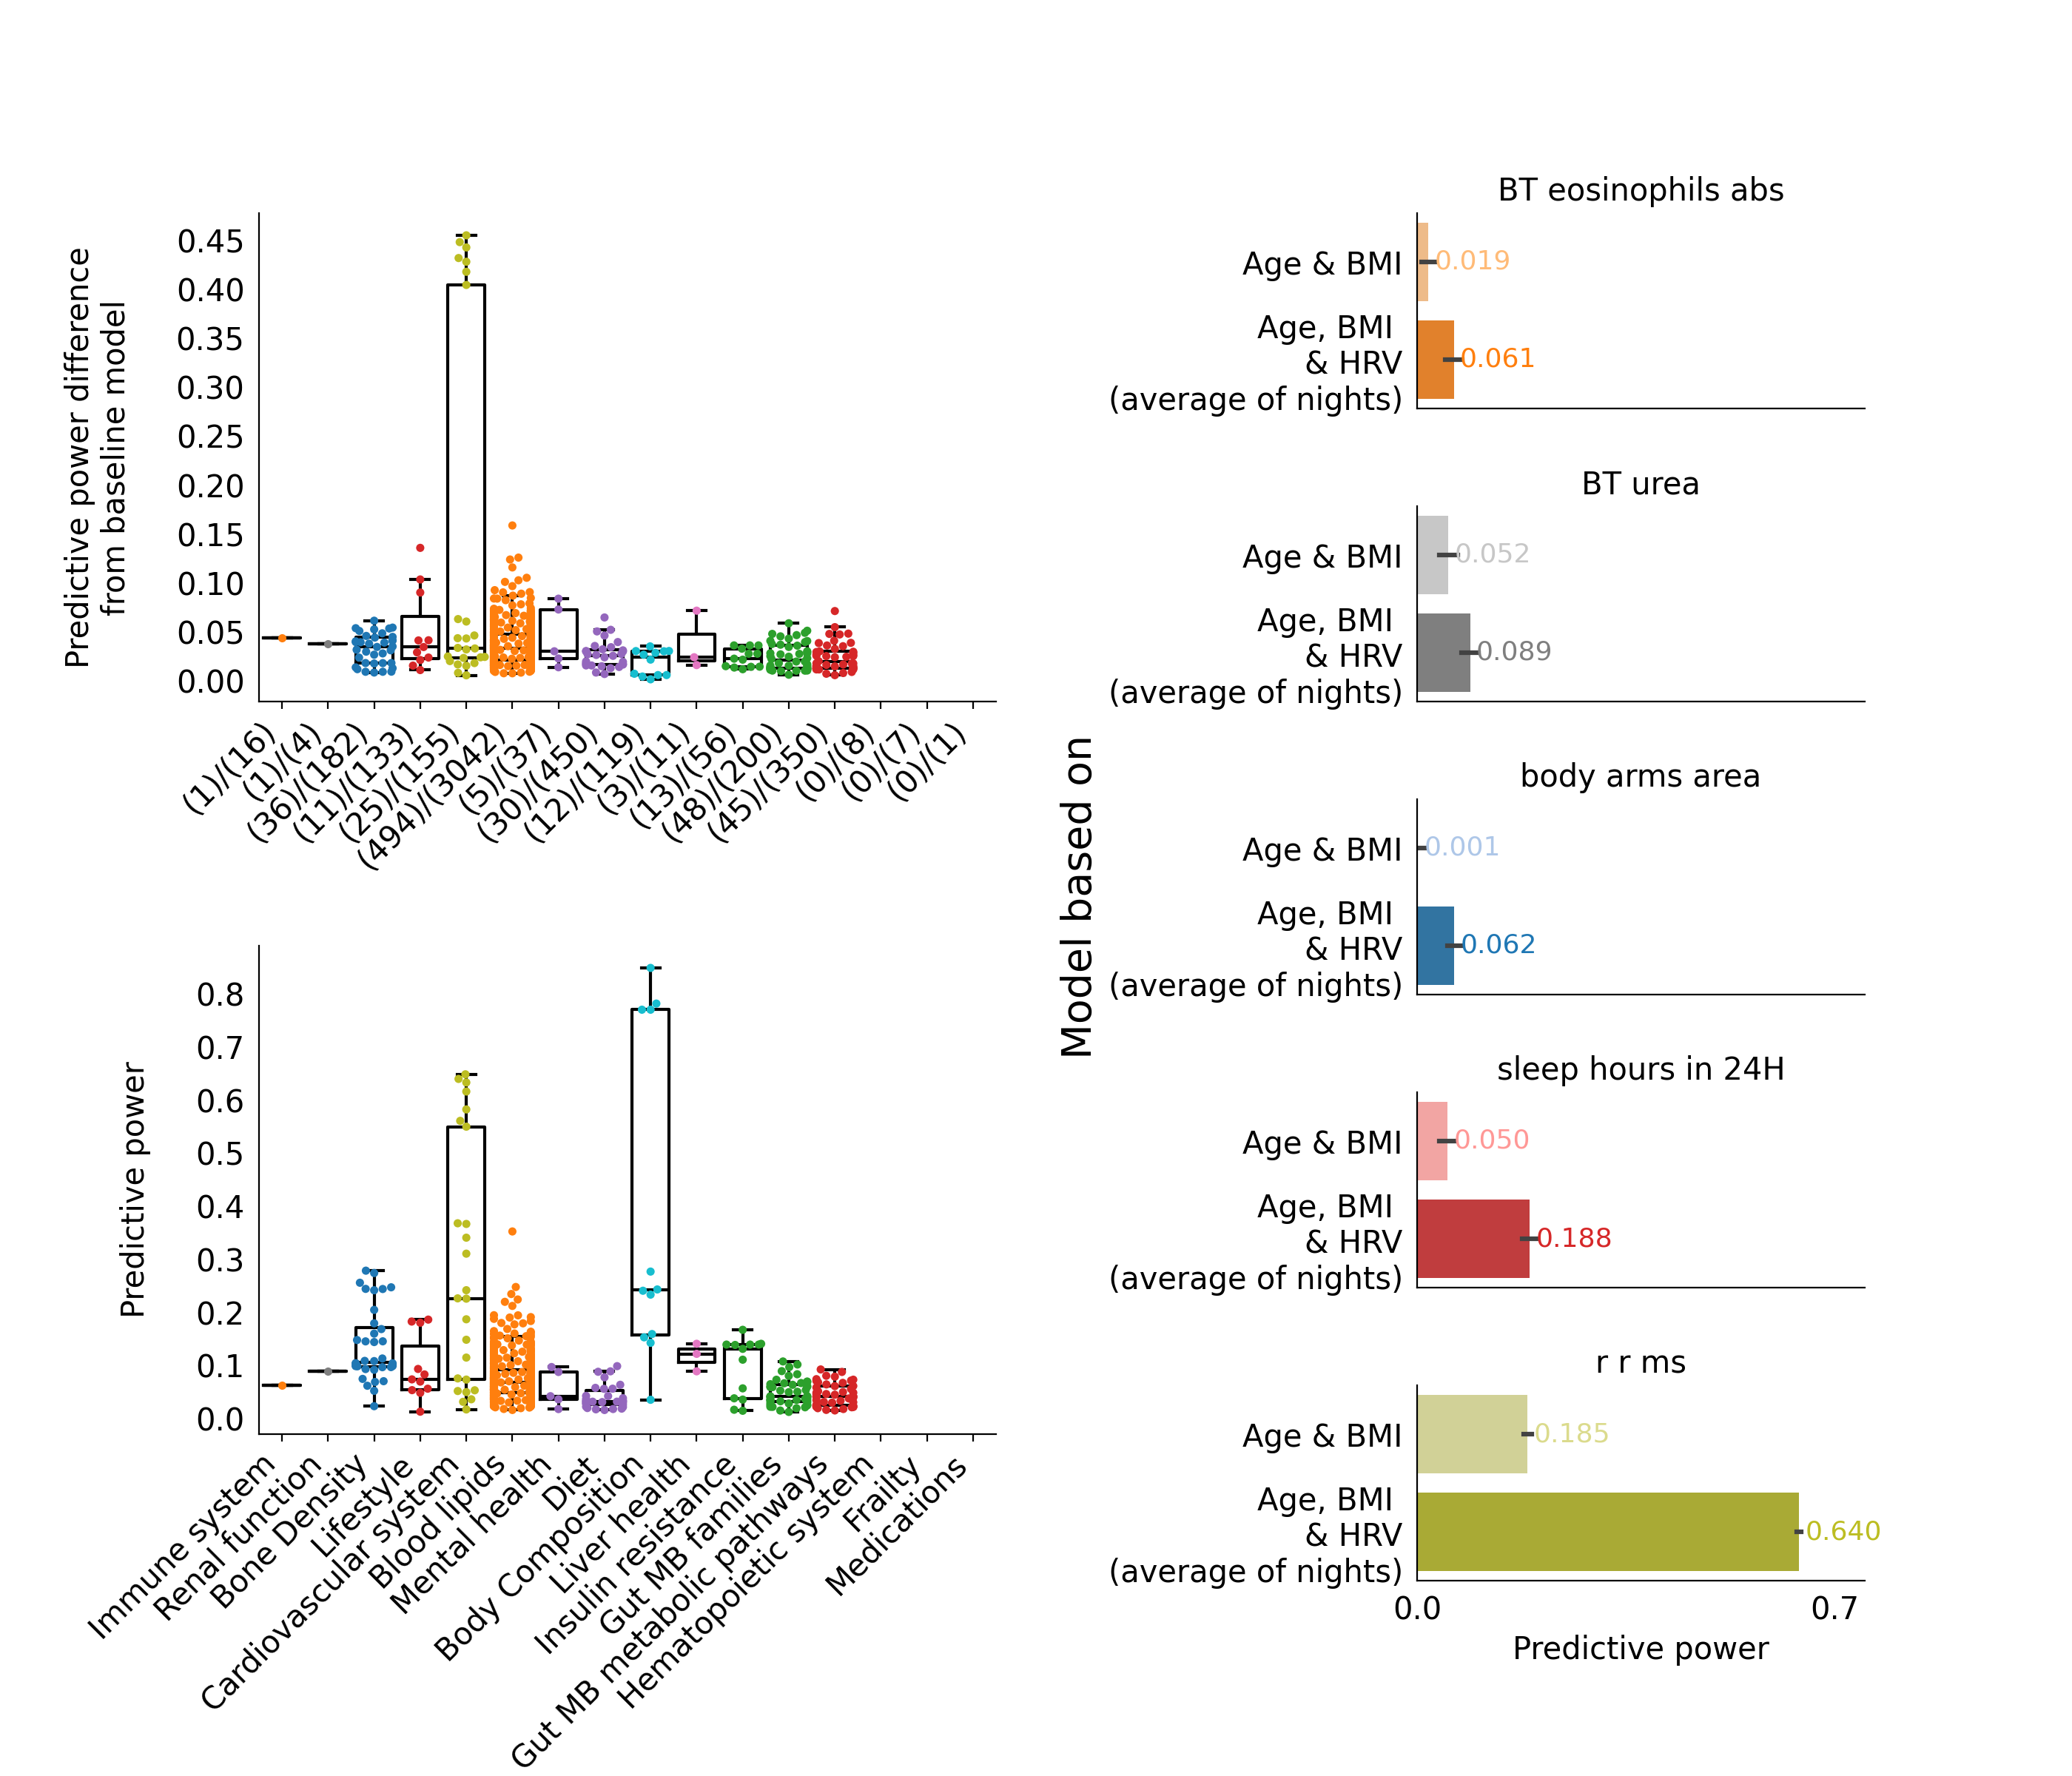 Predictive power difference
from baseline model
0.45
0.40
0.35
0.30
0.25
0.20
0.15
0.10
0.05
0.00
(1)/(16)
(1)/(4)
(36)/(182)
(11)/(133)
(25)/(155)
(494)/(3042)
(5)/(37)
(30)/(450)
(12)/(119)
(3)/(11)
(13)/(56)
(48)/(200)
(45)/(350)
(0)/(8)
(0)/(7)
(0)/(1)
Predictive power
0.8
0.7
0.6
0.5
0.4
0.3
0.2
0.1
0.0
Immune system
Renal function
Bone Density
Lifestyle
Cardiovascular system
Blood lipids
Mental health
Diet
Body Composition
Liver health
Insulin resistance
Gut MB families
Gut MB metabolic pathways
Hematopoietic system
Frailty
Medications
Model based on
BT eosinophils abs
Age & BMI
0.019
Age, BMI
& HRV
(average of nights)
0.061
BT urea
Age & BMI
0.052
Age, BMI
& HRV
(average of nights)
0.089
body arms area
Age & BMI
0.001
Age, BMI
& HRV
(average of nights)
0.062
sleep hours in 24H
Age & BMI
0.050
Age, BMI
& HRV
(average of nights)
0.188
r r ms
Age & BMI
0.185
Age, BMI
& HRV
(average of nights)
0.640
0.0
0.7
Predictive power